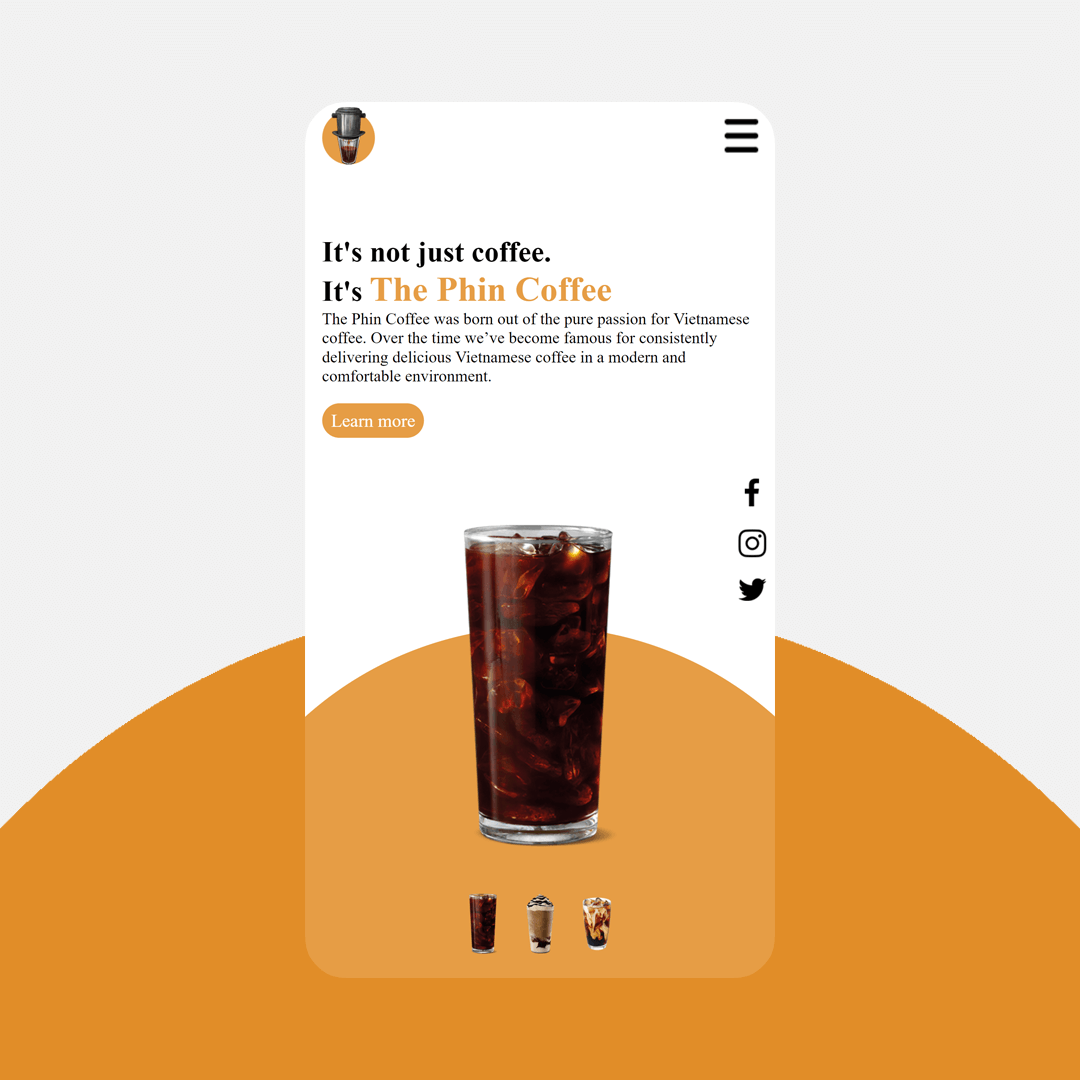 It's not just coffee.
It's The Phin Coffee
The Phin Coffee was born out of the pure passion for Vietnamese
coffee. Over the time we’ve become famous for consistently
delivering delicious Vietnamese coffee in a modern and
comfortable environment.
Learn more